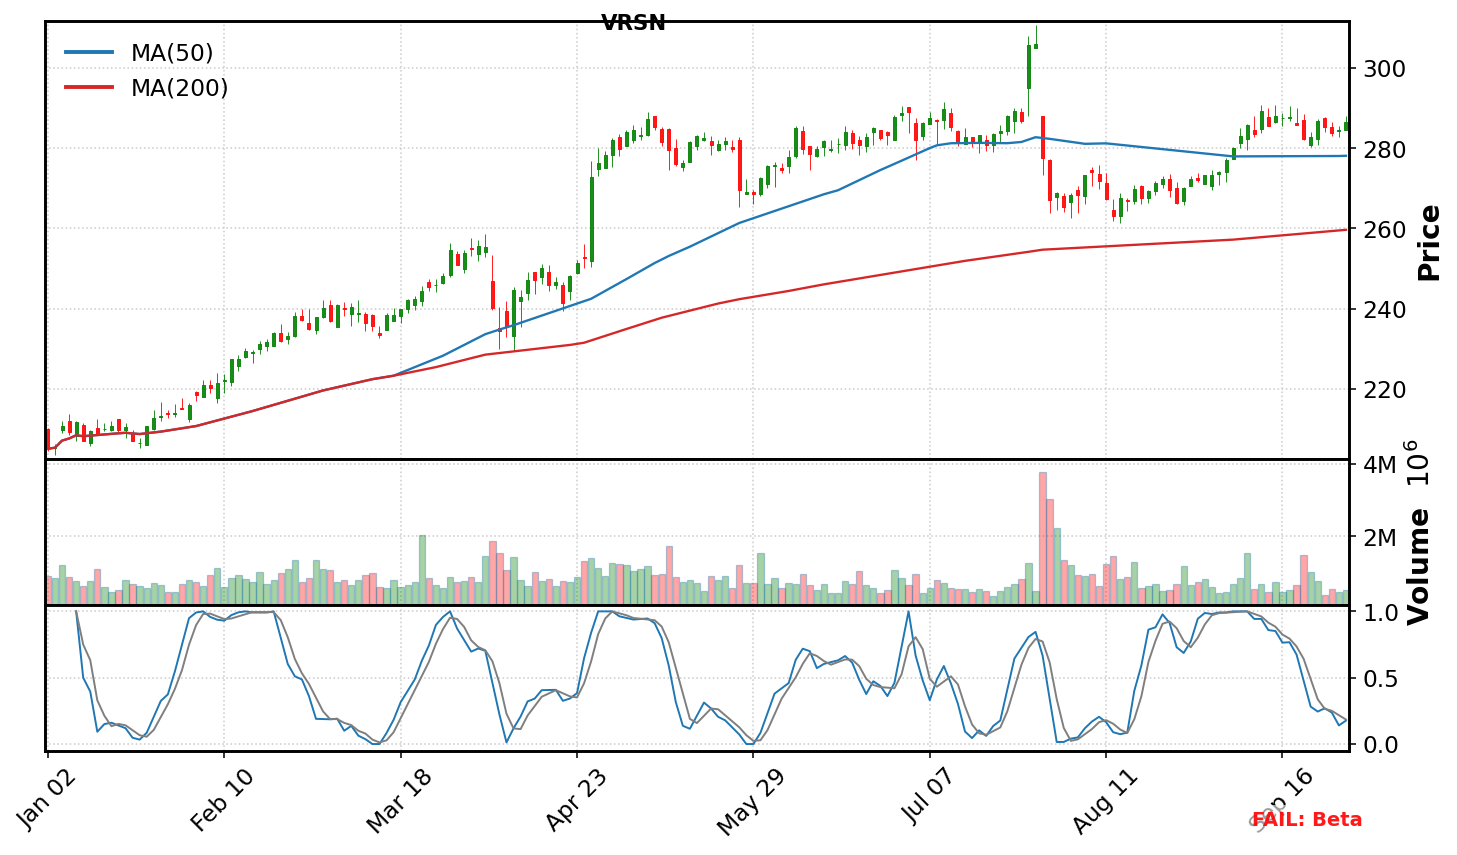 VRSN
MA(50)
MA(200)
300
280
260
240
220
Price
4M
2M
Volume 10^6
1.0
0.5
0.0
Jan 02
Feb 10
Mar 18
Apr 23
May 29
Jul 07
Aug 11
Sep 16
FAIL: Beta